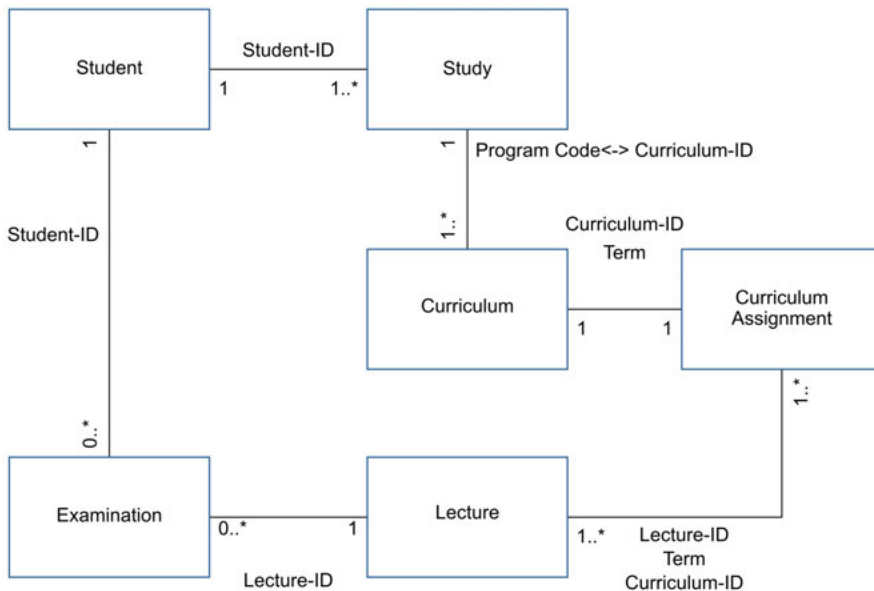 Student-ID
Student
Study
1
1..*
1
1
Program Code<-> Curriculum-ID
Student-ID
1..*
Curriculum-ID
Term
Curriculum
Curriculum
Assignment
1
1
1..*
0..*
Examination
Lecture
0..*
1
1..*
Lecture-ID
Term
Lecture-ID
Curriculum-ID